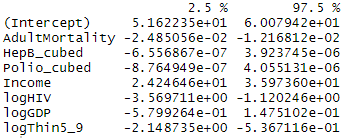 2.5 % 97.5 %
(Intercept) 5.162235e+01 6.007942e+01
AdultMortality -2.485056e-02 -1.216812e-02
HepB_cubed -6.556867e-07 3.923745e-06
Polio_cubed -8.764949e-07 4.055131e-06
Income 2.424646e+01 3.597360e+01
logHIV -3.569711e+00 -1.120246e+00
logGDP -5.799264e-01 1.475102e-01
logThin5_9 -2.148735e+00 -5.367116e-01